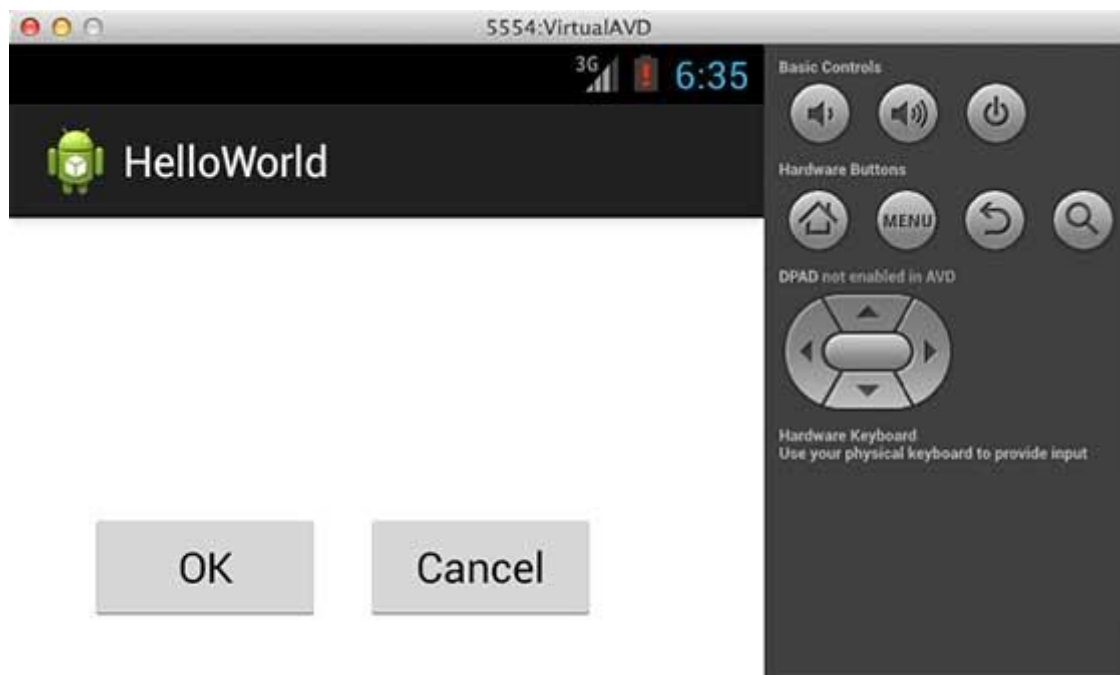 5554:VirtualAVD
3G 6:35
HelloWorld
OK
Cancel
Basic Controls
Hardware Buttons
MENU
DPAD not enabled in AVD
Hardware Keyboard
Use your physical keyboard to provide input